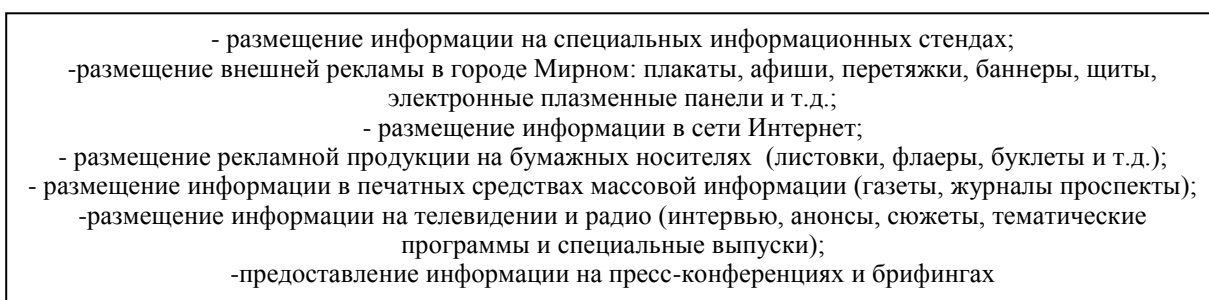 - размещение информации на специальных информационных стендах;
-размещение внешней рекламы в городе Мирном: плакаты, афиши, перетяжки, баннеры, щиты,
электронные плазменные панели и т.д.;
- размещение информации в сети Интернет;
- размещение рекламной продукции на бумажных носителях (листовки, флаеры, буклеты и т.д.);
- размещение информации в печатных средствах массовой информации (газеты, журналы проспекты);
-размещение информации на телевидении и радио (интервью, анонсы, сюжеты, тематические
программы и специальные выпуски);
-предоставление информации на пресс-конференциях и брифингах